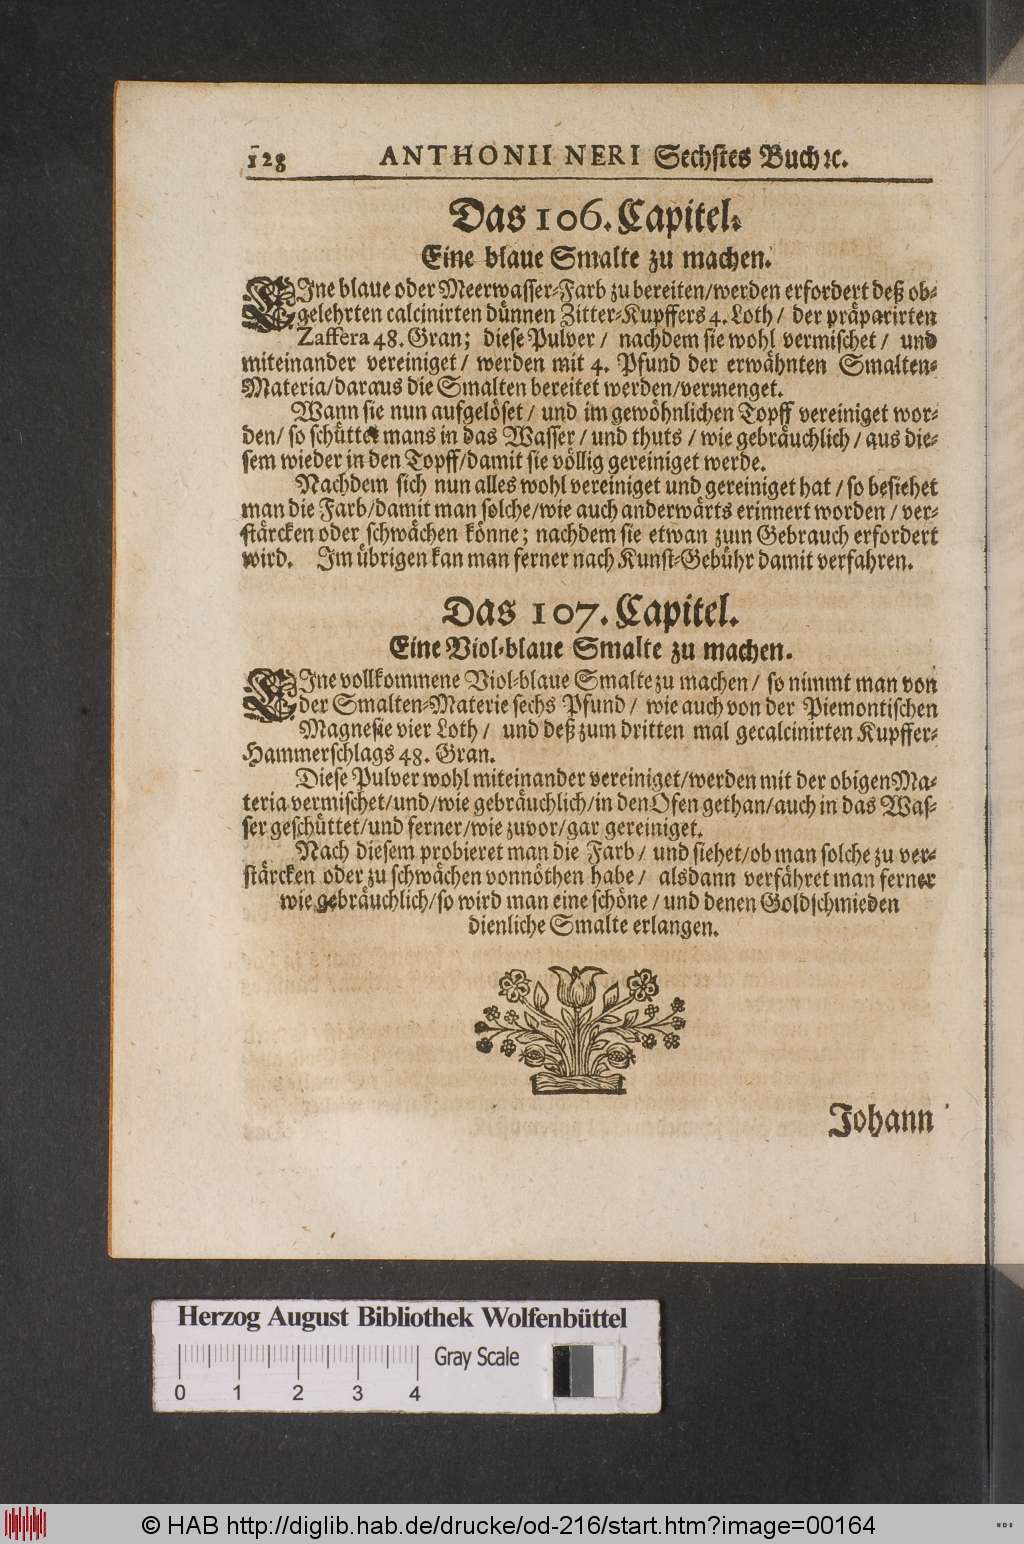 128 ANTHONII NERI Sechstes Buch ꝛc.
Das 106. Capitel.
Eine blaue Smalte zu machen.
EIne blaue oder Meerwasser-Farb zu bereiten/werden erfordert deß ob-
gelehrten calcinirten dünnen Zitter-Kupffers 4. Loth/ der präparirten
Zaffera 48. Gran; diese Pulver / nachdem sie wohl vermischet / und
miteinander vereiniget / werden mit 4. Pfund der erwähnten Smalten-
Materia/daraus die Smalten bereitet werden/vermenget.
Wann sie nun aufgelöset / und im gewöhnlichen Topff vereiniget wor-
den/ so schüttet mans in das Wasser / und thuts / wie gebräuchlich / aus die-
sem wieder in den Topff/damit sie völlig gereiniget werde.
Nachdem sich nun alles wohl vereiniget und gereiniget hat / so besiehet
man die Farb/damit man solche/wie auch anderwärts erinnert worden / ver-
stärcken oder schwächen könne; nachdem sie etwan zum Gebrauch erfordert
wird. Im übrigen kan man ferner nach Kunst-Gebühr damit verfahren.
Das 107. Capitel.
Eine Viol-blaue Smalte zu machen.
EIne vollkommene Viol-blaue Smalte zu machen / so nimmt man von
der Smalten-Materie sechs Pfund / wie auch von der Piemontischen
Magnesie vier Loth / und deß zum dritten mal gecalcinirten Kupffer-
Hammerschlags 48. Gran.
Diese Pulver wohl miteinander vereiniget/werden mit der obigen Ma-
teria vermischet/und/wie gebräuchlich/in den Ofen gethan/auch in das Was-
ser geschüttet/und ferner/wie zuvor/gar gereiniget.
Nach diesem probieret man die Farb / und siehet/ob man solche zu ver-
stärcken oder zu schwächen vonnöthen habe / alsdann verfähret man ferner
wie gebräuchlich/so wird man eine schöne / und denen Goldschmieden
dienliche Smalte erlangen.
Johann
Herzog August Bibliothek Wolfenbüttel
Gray Scale
0 1 2 3 4
© HAB http://diglib.hab.de/drucke/od-216/start.htm?image=00164